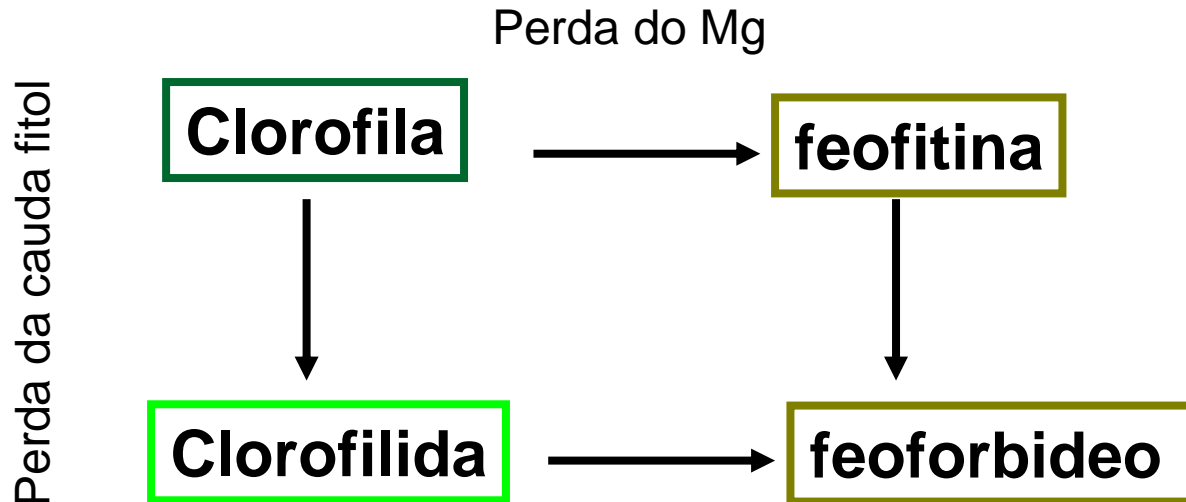 Perda do Mg
Perda da cauda fitol
Clorofila
feofitina
Clorofilida
feoforbideo